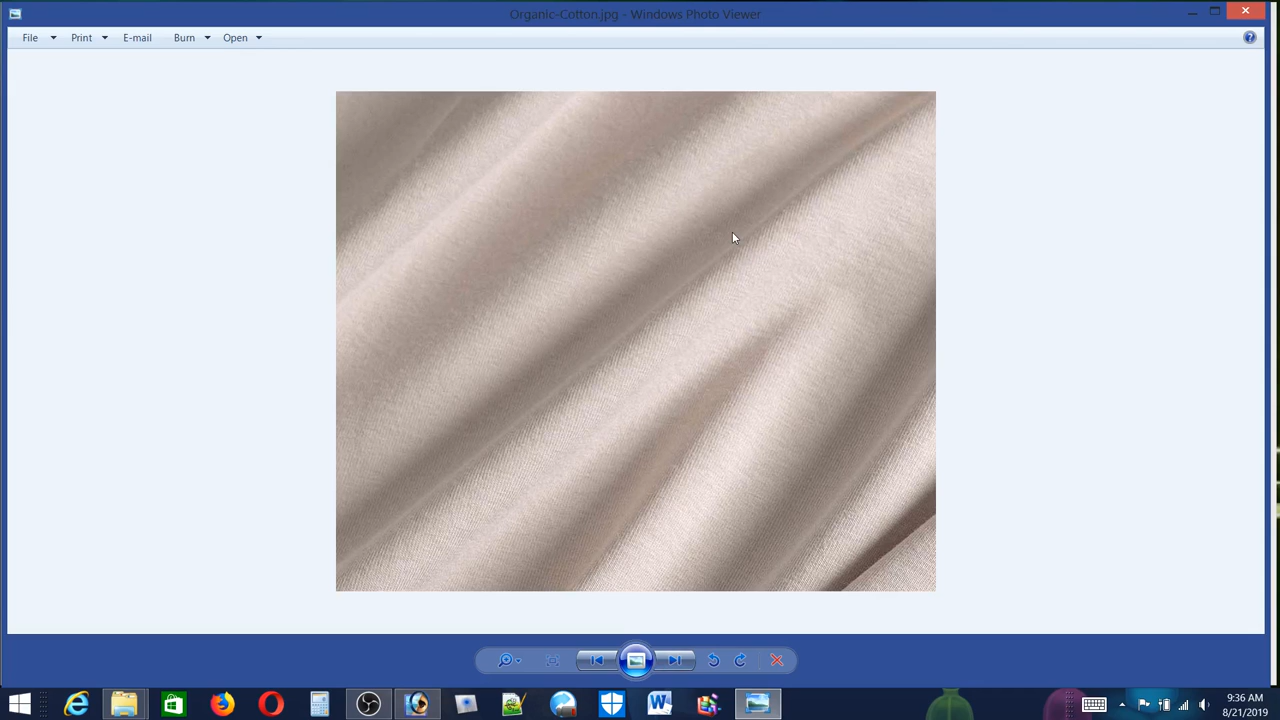 Organic-Cotton.jpg - Windows Photo Viewer
File Print E-mail Burn Open
9:36 AM
8/21/2019